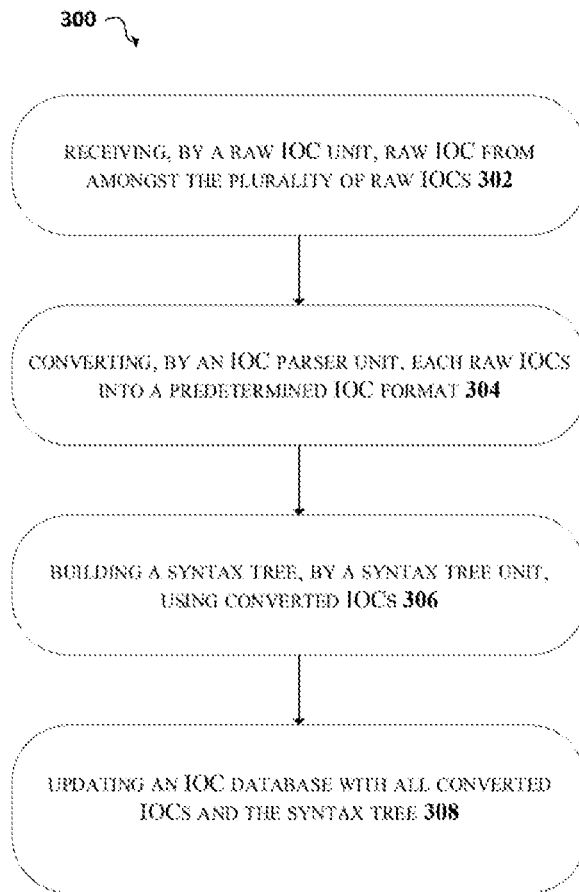 300
RECEIVING, BY A RAW IOC UNIT, RAW IOC FROM
AMONGST THE PLURALITY OF RAW IOCS 302
CONVERTING, BY AN IOC PARSER UNIT, EACH RAW IOCS
INTO A PREDETERMINED IOC FORMAT 304
BUILDING A SYNTAX TREE, BY A SYNTAX TREE UNIT,
USING CONVERTED IOCS 306
UPDATING AN IOC DATABASE WITH ALL CONVERTED
IOCS AND THE SYNTAX TREE 308